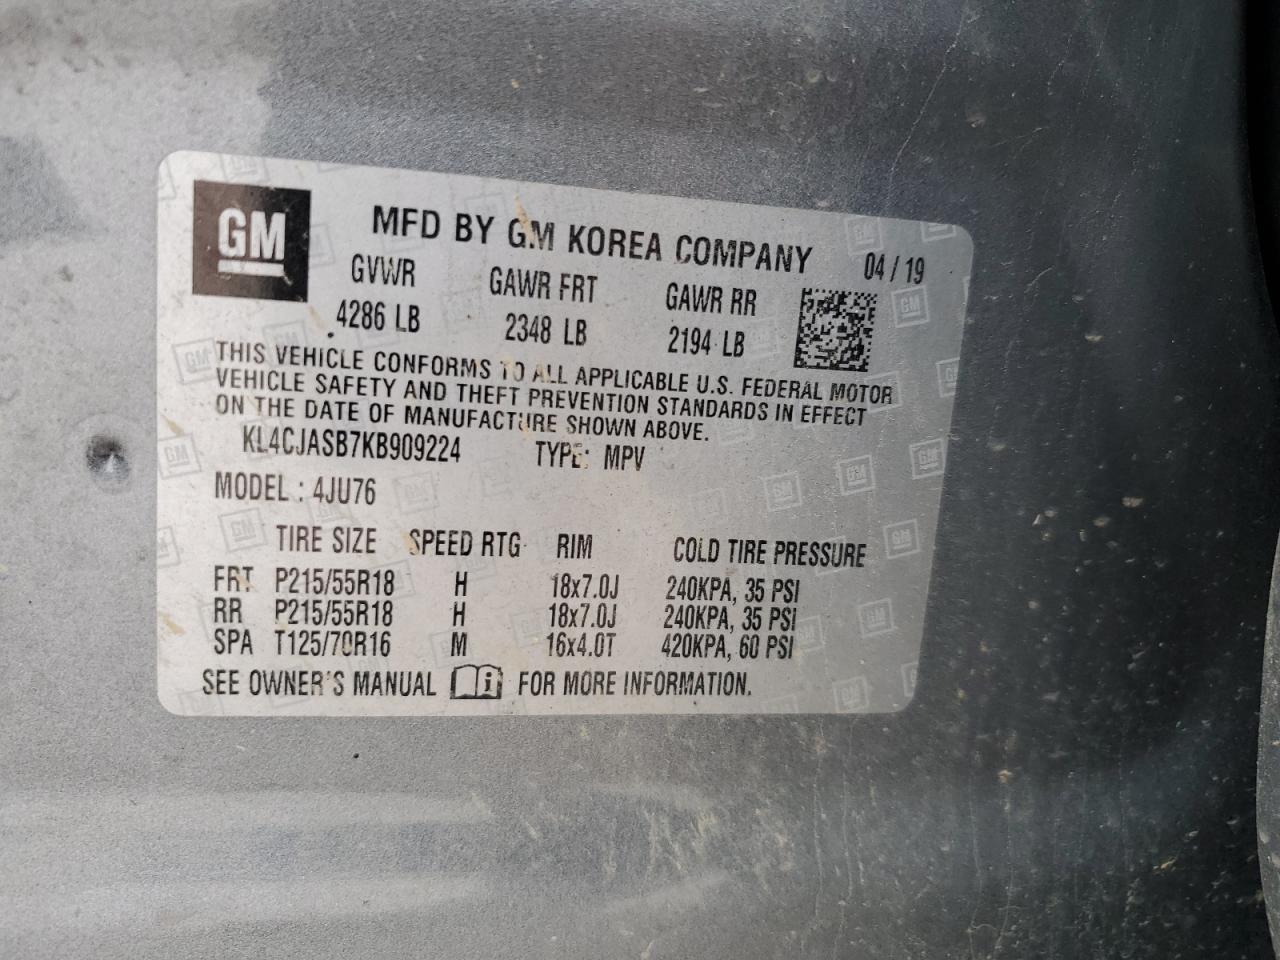 GM
MFD BY GM KOREA COMPANY 04 / 19
GVWR GAWR FRT GAWR RR
4286 LB 2348 LB 2194 LB
THIS VEHICLE CONFORMS TO ALL APPLICABLE U.S. FEDERAL MOTOR
VEHICLE SAFETY AND THEFT PREVENTION STANDARDS IN EFFECT
ON THE DATE OF MANUFACTURE SHOWN ABOVE.
KL4CJASB7KB909224 TYPE: MPV
MODEL : 4JU76
TIRE SIZE SPEED RTG RIM COLD TIRE PRESSURE
FRT P215/55R18 H 18x7.0J 240KPA, 35 PSI
RR P215/55R18 H 18x7.0J 240KPA, 35 PSI
SPA T125/70R16 M 16x4.0T 420KPA, 60 PSI
SEE OWNER'S MANUAL i FOR MORE INFORMATION.